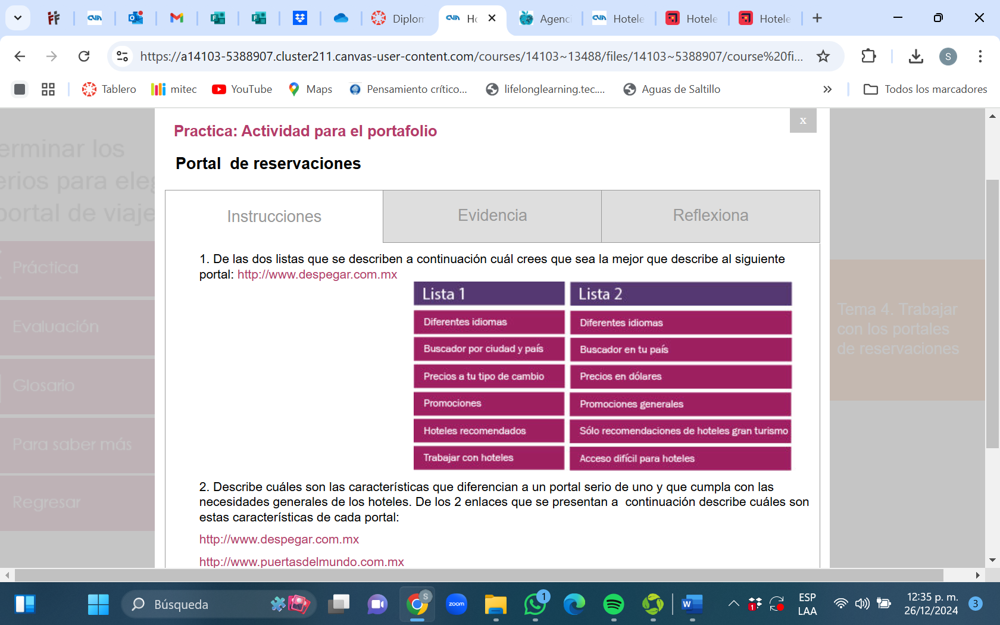 Diplom
Ho
Agenci
Hotele
Hotele
Hotele
https://a14103-5388907.cluster211.canvas-user-content.com/courses/14103~13488/files/14103~5388907/course%20fi...
S
Tablero
mitec
YouTube
Maps
Pensamiento crítico...
lifelonglearning.tec....
Aguas de Saltillo
Todos los marcadores
erminar los
erios para eleg
portal de viaje
Práctica
Evaluación
Glosario
Para saber más
Regresar
x
Practica: Actividad para el portafolio
Portal de reservaciones
Instrucciones
Evidencia
Reflexiona
1. De las dos listas que se describen a continuación cuál crees que sea la mejor que describe al siguiente
portal: http://www.despegar.com.mx
Lista 1
Lista 2
Diferentes idiomas
Diferentes idiomas
Buscador por ciudad y país
Buscador en tu país
Precios a tu tipo de cambio
Precios en dólares
Promociones
Promociones generales
Hoteles recomendados
Sólo recomendaciones de hoteles gran turismo
Trabajar con hoteles
Acceso difícil para hoteles
2. Describe cuáles son las características que diferencian a un portal serio de uno y que cumpla con las
necesidades generales de los hoteles. De los 2 enlaces que se presentan a continuación describe cuáles son
estas características de cada portal:
http://www.despegar.com.mx
http://www.puertasdelmundo.com.mx
Tema 4. Trabajar
con los portales
de reservaciones
Búsqueda
S
zoom
1
W
1
ESP
LAA
12:35 p. m.
26/12/2024
3